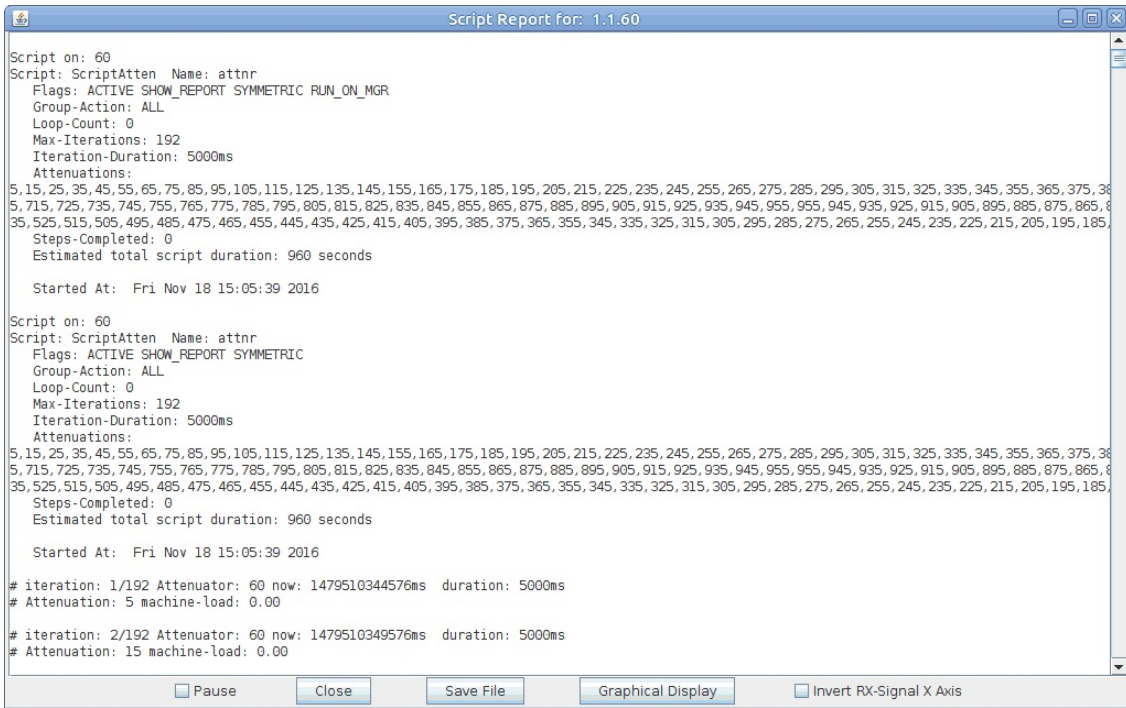 Script Report for: 1.1.60
Script on: 60
Script: ScriptAtten Name: attnr
Flags: ACTIVE SHOW_REPORT SYMMETRIC RUN_ON_MGR
Group-Action: ALL
Loop-Count: 0
Max-Iterations: 192
Iteration-Duration: 5000ms
Attenuations:
5,15,25,35,45,55,65,75,85,95,105,115,125,135,145,155,165,175,185,195,205,215,225,235,245,255,265,275,285,295,305,315,325,335,345,355,365,375,38
5,715,725,735,745,755,765,775,785,795,805,815,825,835,845,855,865,875,885,895,905,915,925,935,945,955,955,945,935,925,915,905,895,885,875,865,8
35,525,515,505,495,485,475,465,455,445,435,425,415,405,395,385,375,365,355,345,335,325,315,305,295,285,275,265,255,245,235,225,215,205,195,185,
Steps-Completed: 0
Estimated total script duration: 960 seconds
Started At: Fri Nov 18 15:05:39 2016
Script on: 60
Script: ScriptAtten Name: attnr
Flags: ACTIVE SHOW_REPORT SYMMETRIC
Group-Action: ALL
Loop-Count: 0
Max-Iterations: 192
Iteration-Duration: 5000ms
Attenuations:
5,15,25,35,45,55,65,75,85,95,105,115,125,135,145,155,165,175,185,195,205,215,225,235,245,255,265,275,285,295,305,315,325,335,345,355,365,375,38
5,715,725,735,745,755,765,775,785,795,805,815,825,835,845,855,865,875,885,895,905,915,925,935,945,955,955,945,935,925,915,905,895,885,875,865,8
35,525,515,505,495,485,475,465,455,445,435,425,415,405,395,385,375,365,355,345,335,325,315,305,295,285,275,265,255,245,235,225,215,205,195,185,
Steps-Completed: 0
Estimated total script duration: 960 seconds
Started At: Fri Nov 18 15:05:39 2016
# iteration: 1/192 Attenuator: 60 now: 1479510344576ms duration: 5000ms
# Attenuation: 5 machine-load: 0.00
# iteration: 2/192 Attenuator: 60 now: 1479510349576ms duration: 5000ms
# Attenuation: 15 machine-load: 0.00
Pause Close Save File Graphical Display Invert RX-Signal X Axis